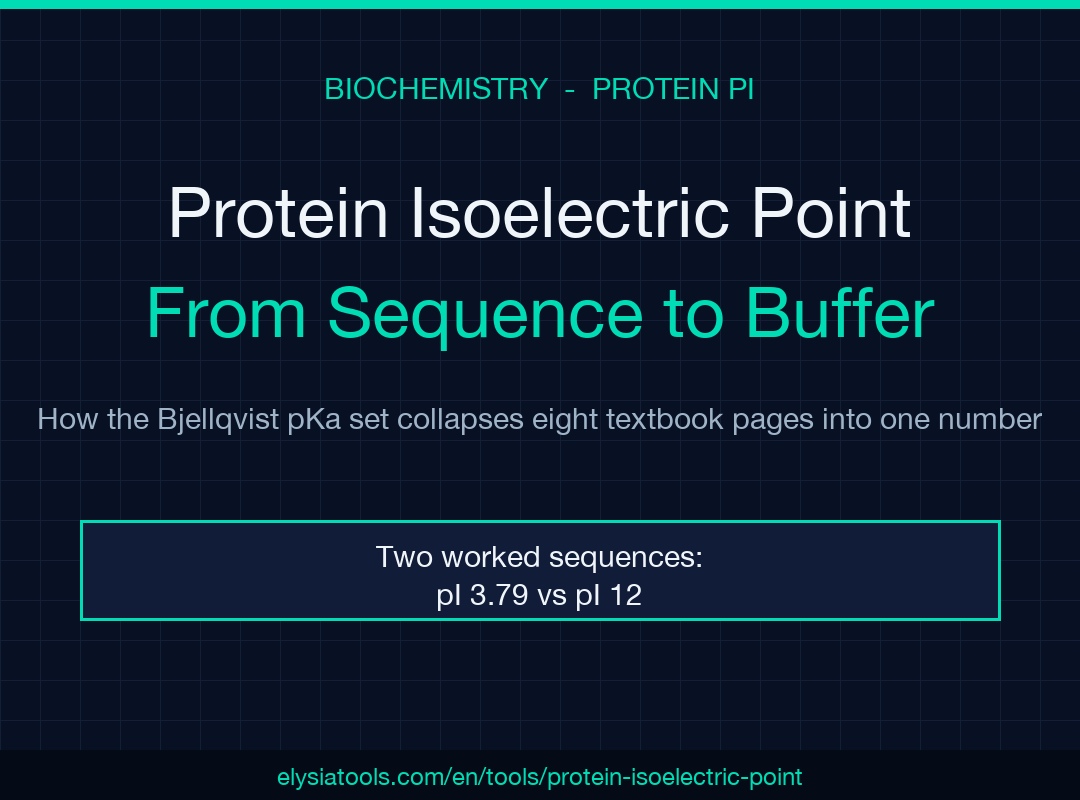 BIOCHEMISTRY - PROTEIN PI
Protein Isoelectric Point
From Sequence to Buffer
How the Bjellqvist pKa set collapses eight textbook pages into one number
Two worked sequences:
pI 3.79 vs pI 12
elysiatools.com/en/tools/protein-isoelectric-point